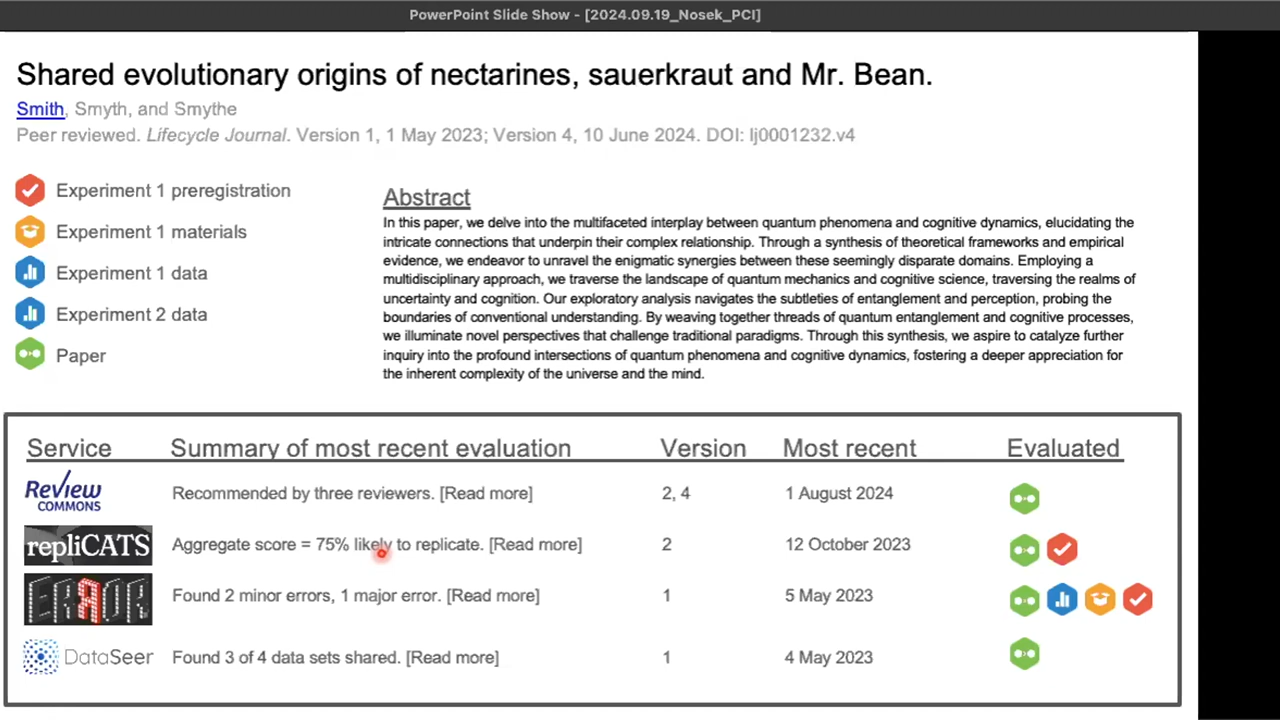 PowerPoint Slide Show - [2024.09.19_Nosek_PCI]
Shared evolutionary origins of nectarines, sauerkraut and Mr. Bean.
Smith, Smyth, and Smythe
Peer reviewed. Lifecycle Journal. Version 1, 1 May 2023; Version 4, 10 June 2024. DOI: lj0001232.v4
Experiment 1 preregistration
Experiment 1 materials
Experiment 1 data
Experiment 2 data
Paper
Abstract
In this paper, we delve into the multifaceted interplay between quantum phenomena and cognitive dynamics, elucidating the
intricate connections that underpin their complex relationship. Through a synthesis of theoretical frameworks and empirical
evidence, we endeavor to unravel the enigmatic synergies between these seemingly disparate domains. Employing a
multidisciplinary approach, we traverse the landscape of quantum mechanics and cognitive science, traversing the realms of
uncertainty and cognition. Our exploratory analysis navigates the subtleties of entanglement and perception, probing the
boundaries of conventional understanding. By weaving together threads of quantum entanglement and cognitive processes,
we illuminate novel perspectives that challenge traditional paradigms. Through this synthesis, we aspire to catalyze further
inquiry into the profound intersections of quantum phenomena and cognitive dynamics, fostering a deeper appreciation for
the inherent complexity of the universe and the mind.
Service Summary of most recent evaluation Version Most recent Evaluated
Review
COMMONS
Recommended by three reviewers. [Read more] 2, 4 1 August 2024
repliCATS Aggregate score = 75% likely to replicate. [Read more] 2 12 October 2023
ERROR Found 2 minor errors, 1 major error. [Read more] 1 5 May 2023
DataSeer Found 3 of 4 data sets shared. [Read more] 1 4 May 2023